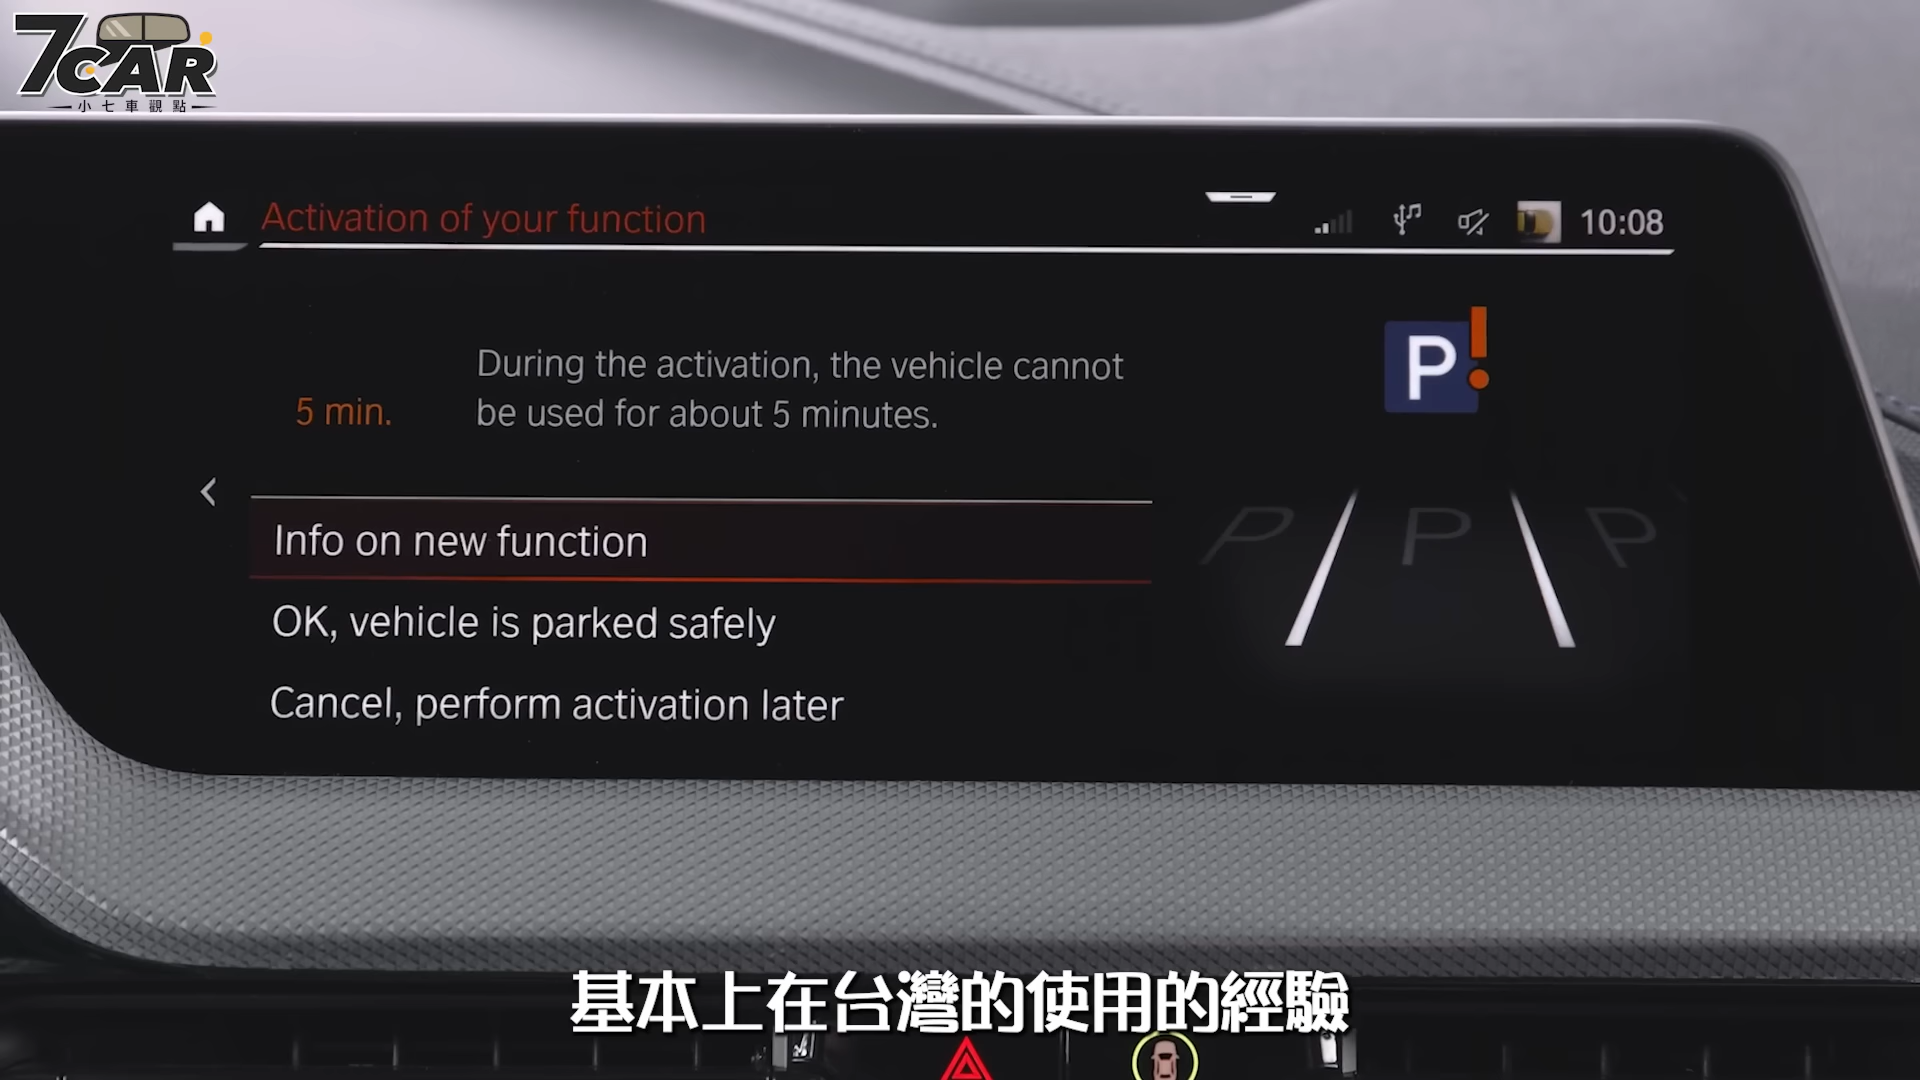 7CAR
小七車觀點
Activation of your function
10:08
During the activation, the vehicle cannot
5 min.
be used for about 5 minutes.
P!
Info on new function
P P P
OK, vehicle is parked safely
Cancel, perform activation later
基本上在台灣的使用的經驗